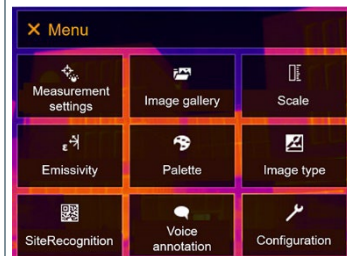 × Menu
Measurement
settings
Image gallery
Scale
ε
Emissivity
Palette
Image type
SiteRecognition
Voice
annotation
Configuration